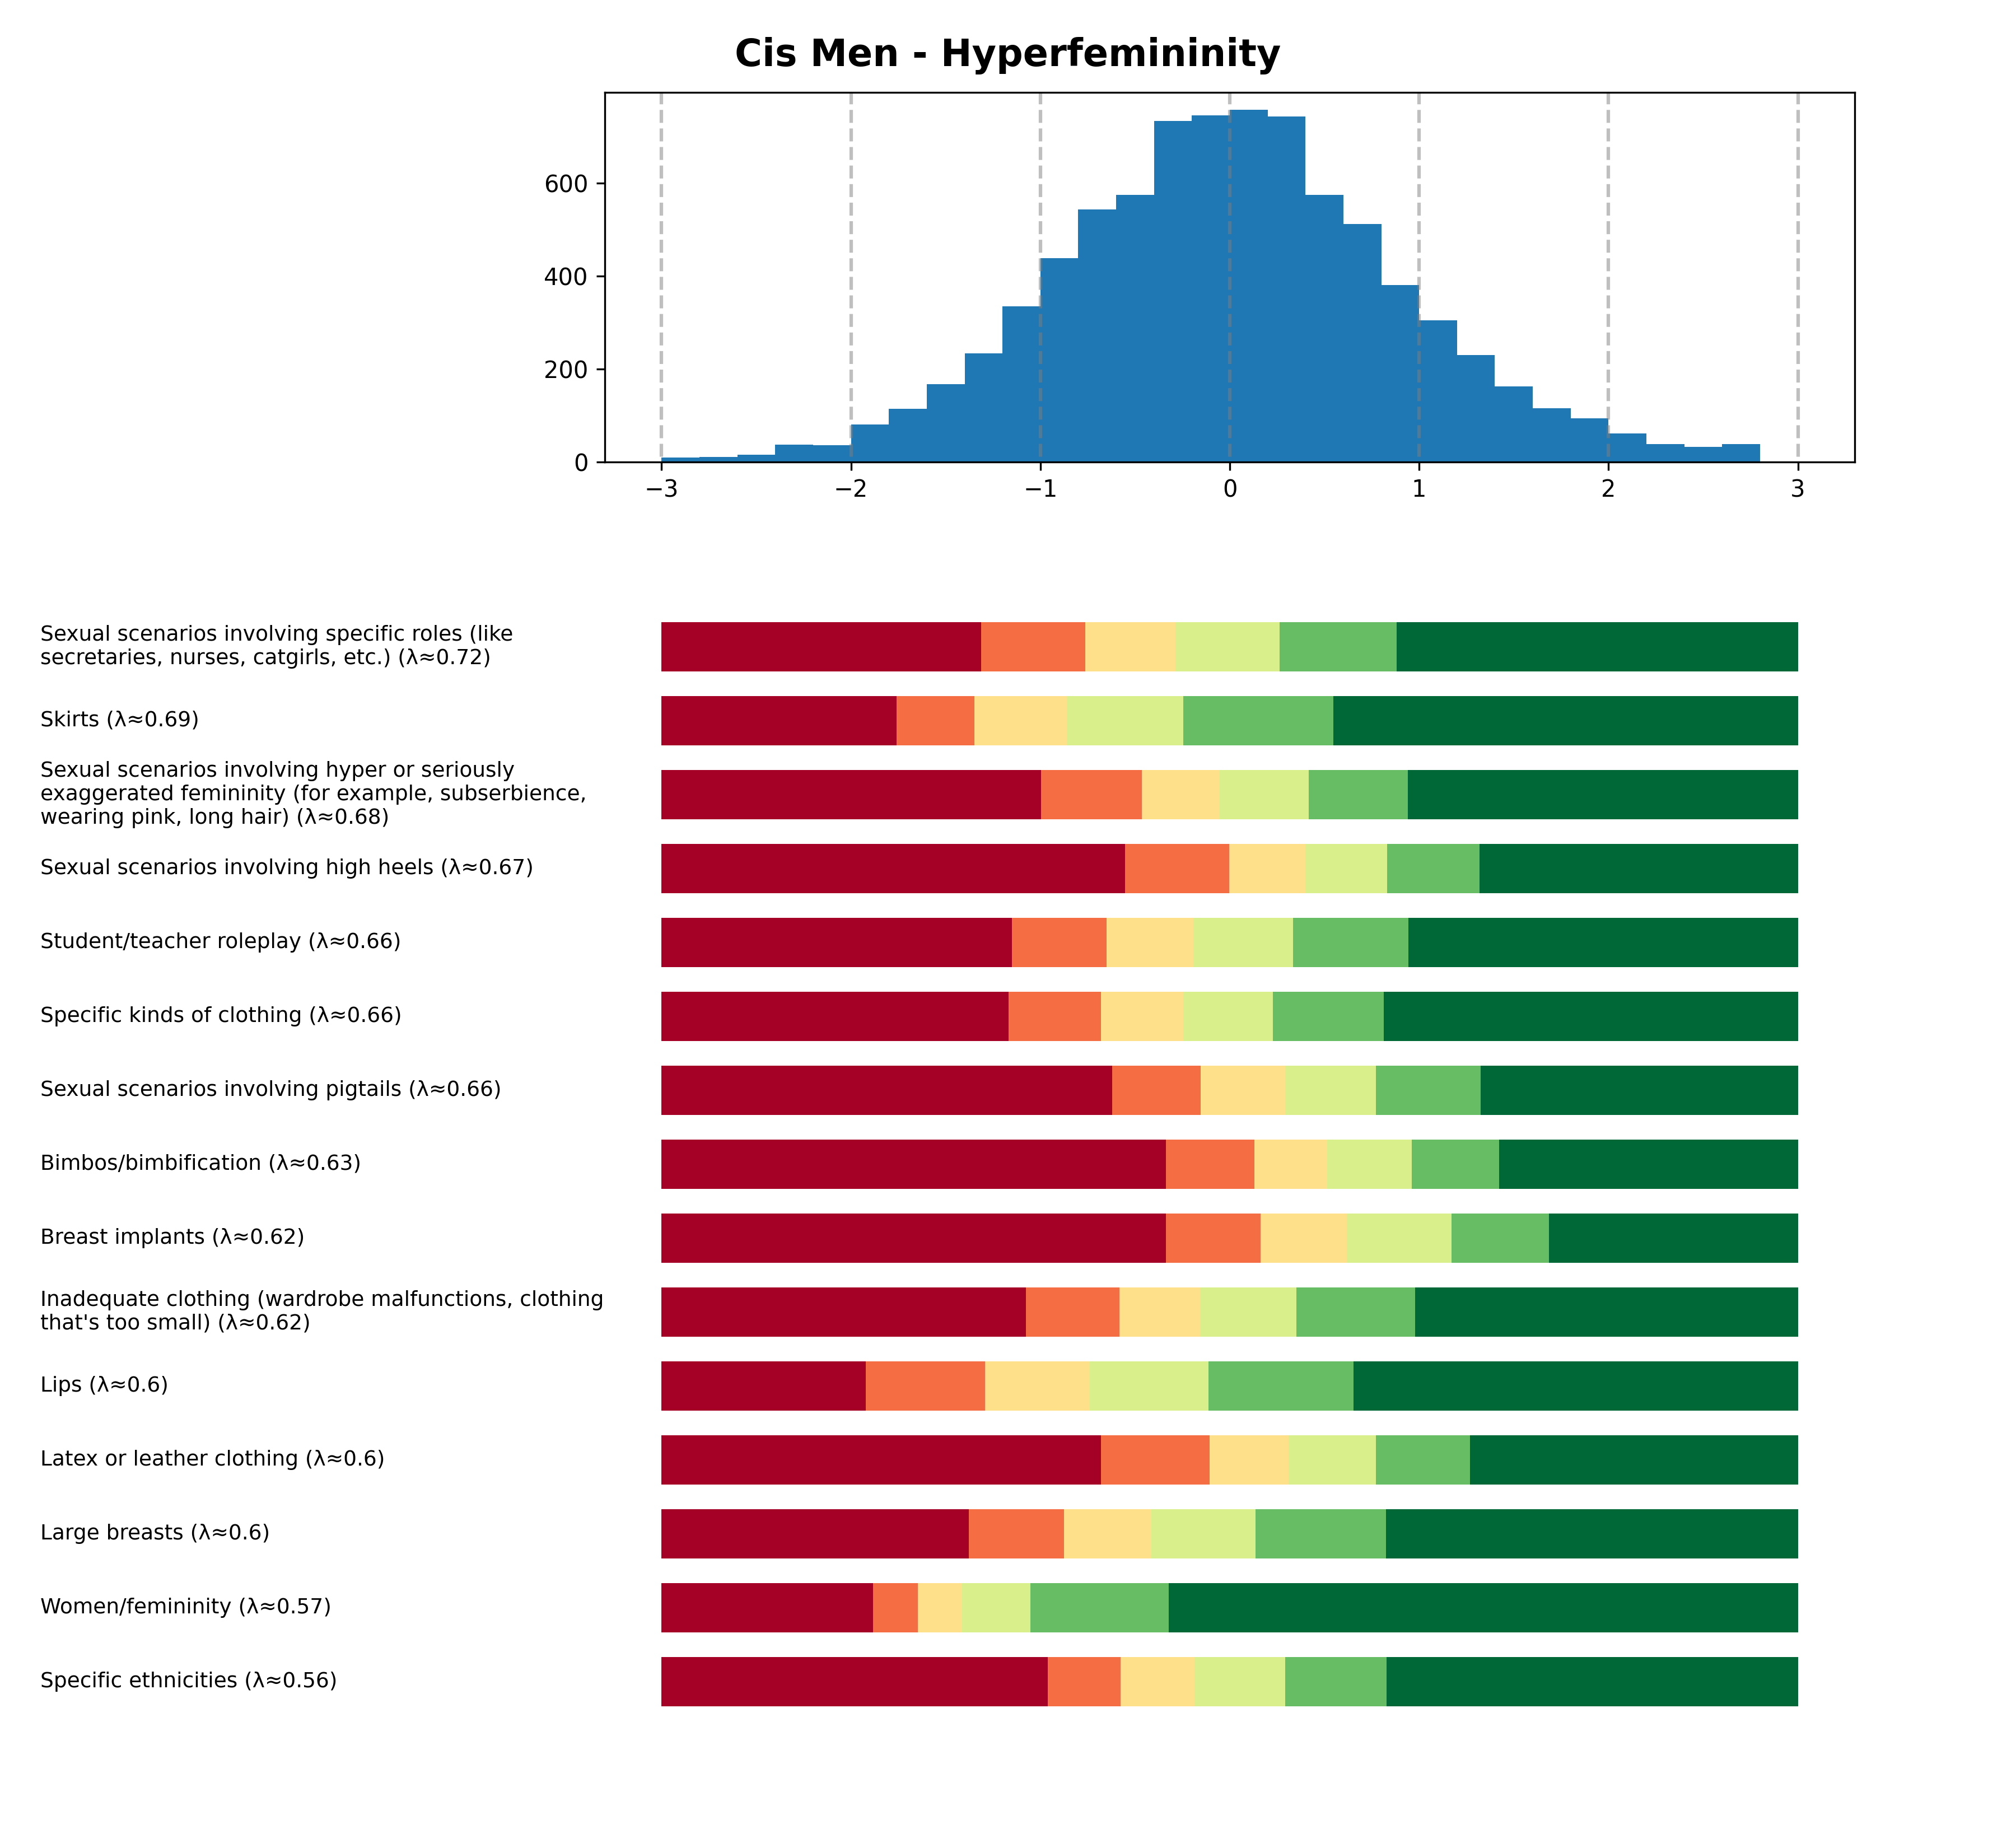 Cis Men - Hyperfemininity
600
400
200
0
−3 −2 −1 0 1 2 3
Sexual scenarios involving specific roles (like
secretaries, nurses, catgirls, etc.) (λ≈0.72)
Skirts (λ≈0.69)
Sexual scenarios involving hyper or seriously
exaggerated femininity (for example, subserbience,
wearing pink, long hair) (λ≈0.68)
Sexual scenarios involving high heels (λ≈0.67)
Student/teacher roleplay (λ≈0.66)
Specific kinds of clothing (λ≈0.66)
Sexual scenarios involving pigtails (λ≈0.66)
Bimbos/bimbification (λ≈0.63)
Breast implants (λ≈0.62)
Inadequate clothing (wardrobe malfunctions, clothing
that's too small) (λ≈0.62)
Lips (λ≈0.6)
Latex or leather clothing (λ≈0.6)
Large breasts (λ≈0.6)
Women/femininity (λ≈0.57)
Specific ethnicities (λ≈0.56)